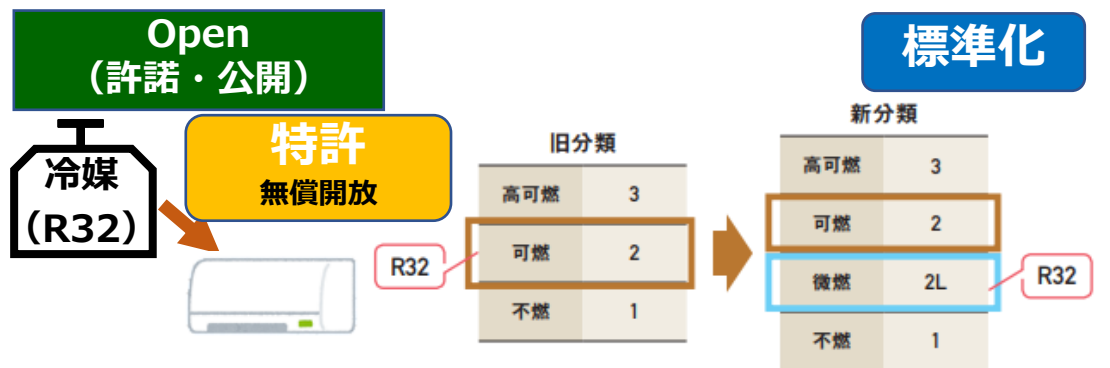 Open
（許諾・公開）
標準化
冷媒
（R32）
特許
無償開放
旧分類
高可燃 3
可燃 2
不燃 1
R32
新分類
高可燃 3
可燃 2
微燃 2L
不燃 1
R32